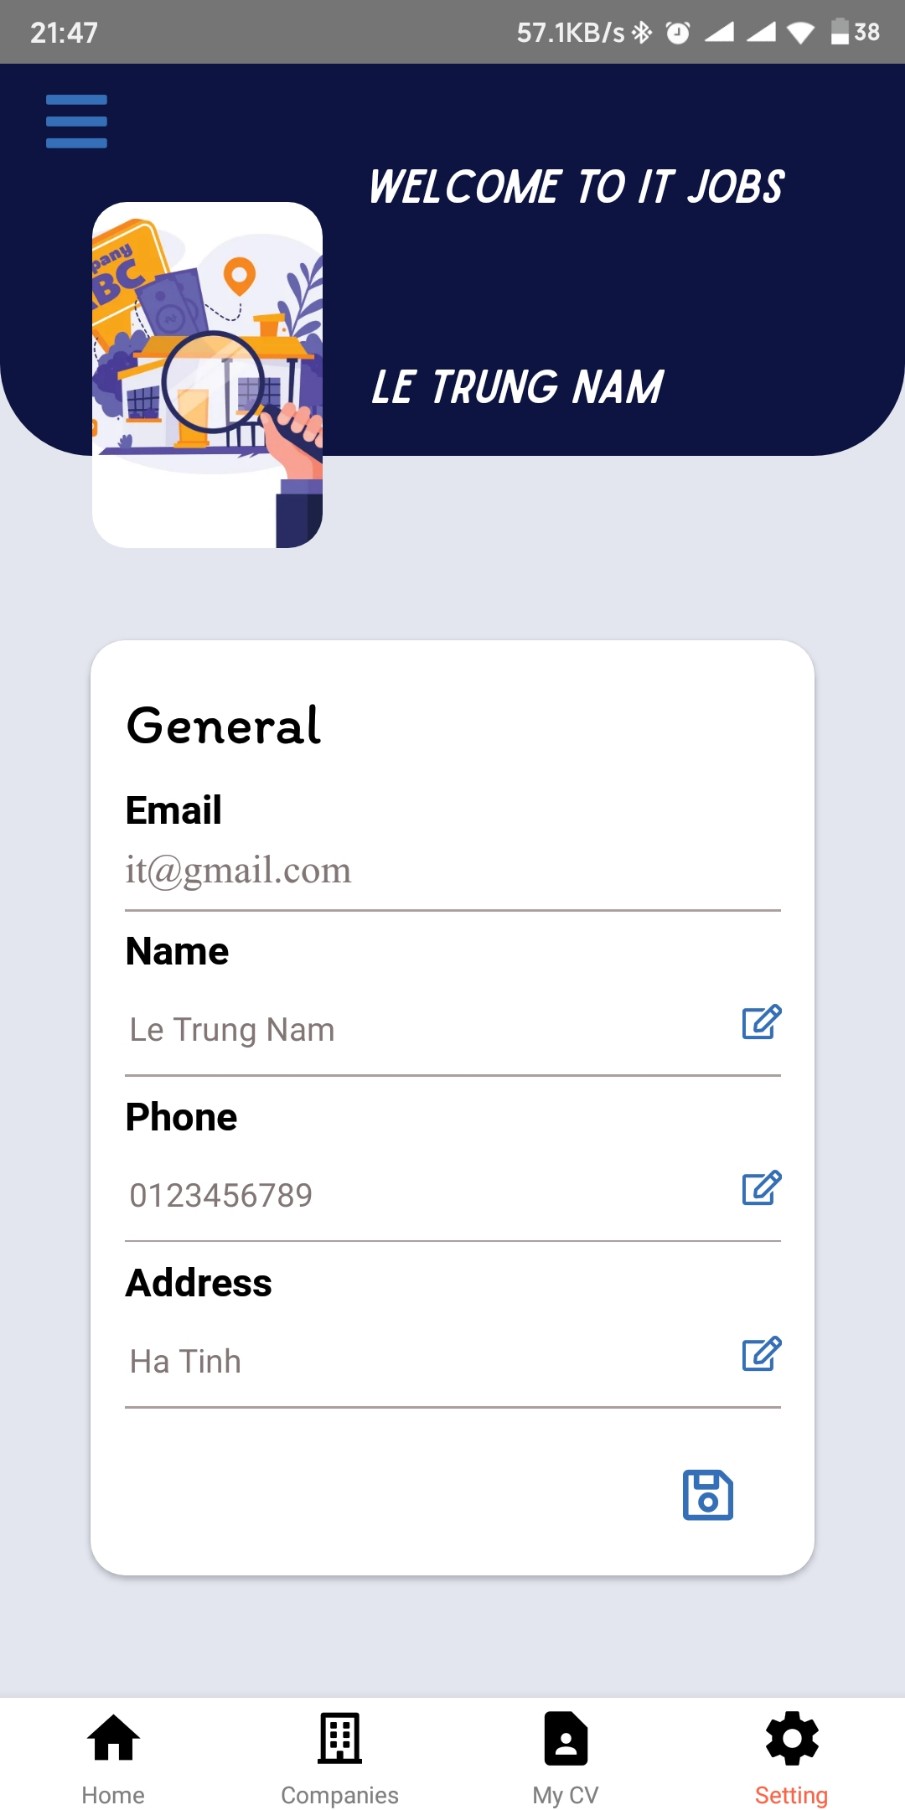 21:47
57.1KB/s
38
WELCOME TO IT JOBS
pany
BC
LE TRUNG NAM
General
Email
it@gmail.com
Name
Le Trung Nam
Phone
0123456789
Address
Ha Tinh
Home
Companies
My CV
Setting